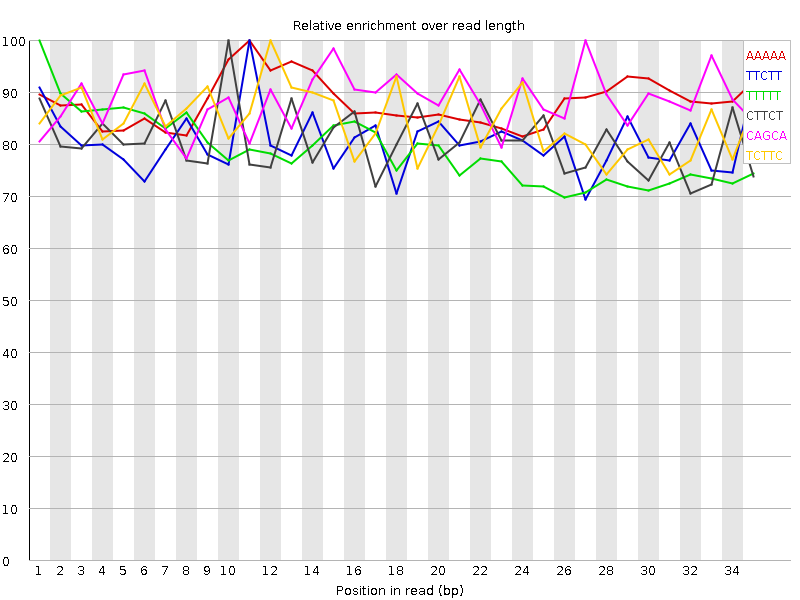 Relative enrichment over read length
100
90
80
70
60
50
40
30
20
10
0
AAAAA
TTCTT
TTTTT
CTTCT
CAGCA
TCTTC
1 2 3 4 5 6 7 8 9 10 12 14 16 18 20 22 24 26 28 30 32 34
Position in read (bp)